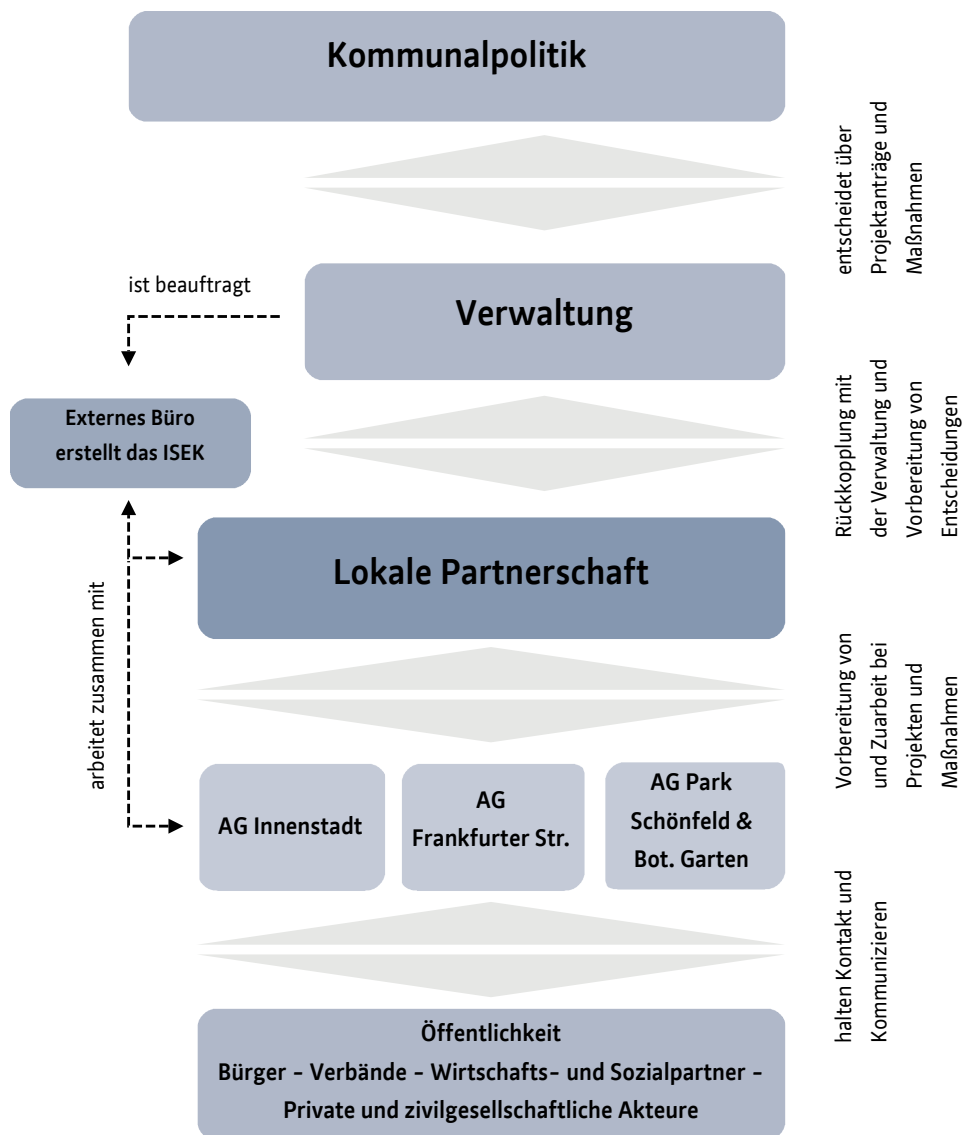 Kommunalpolitik
entscheidet über
Projektanträge und
Maßnahmen
ist beauftragt
Verwaltung
Externes Büro
erstellt das ISEK
Rückkopplung mit
der Verwaltung und
Vorbereitung von
Entscheidungen
Lokale Partnerschaft
arbeitet zusammen mit
Vorbereitung von
und Zuarbeit bei
Projekten und
Maßnahmen
AG Innenstadt
AG
Frankfurter Str.
AG Park
Schönfeld &
Bot. Garten
halten Kontakt und
Kommunizieren
Öffentlichkeit
Bürger - Verbände - Wirtschafts- und Sozialpartner -
Private und zivilgesellschaftliche Akteure